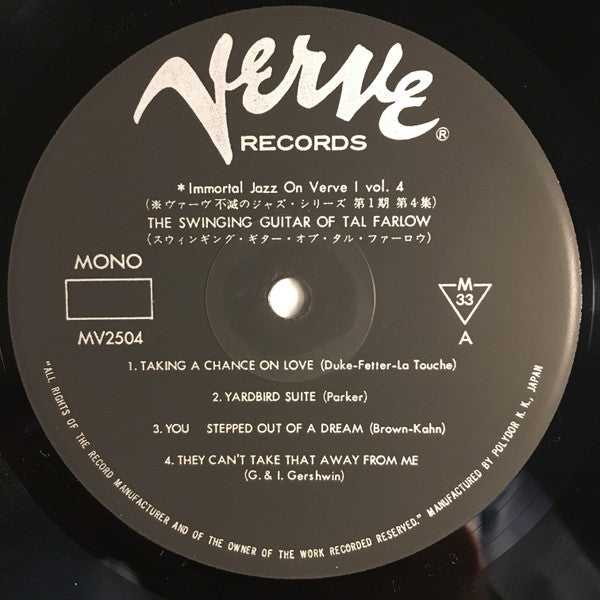 Verve
RECORDS ®
*Immortal Jazz On Verve I vol. 4
(※ヴァーヴ不滅のジャズ・シリーズ 第1期 第4集)
THE SWINGING GUITAR OF TAL FARLOW
(スウィンギング・ギター・オブ・タル・ファーロウ)
MONO
MV2504
M
33
A
1. TAKING A CHANCE ON LOVE (Duke-Fetter-La Touche)
2. YARDBIRD SUITE (Parker)
3. YOU STEPPED OUT OF A DREAM (Brown-Kahn)
4. THEY CAN'T TAKE THAT AWAY FROM ME
(G. & I. Gershwin)
"ALL RIGHTS OF THE RECORD MANUFACTURER AND OF THE OWNER OF THE WORK RECORDED RESERVED." MANUFACTURED BY POLYDOR K. K., JAPAN